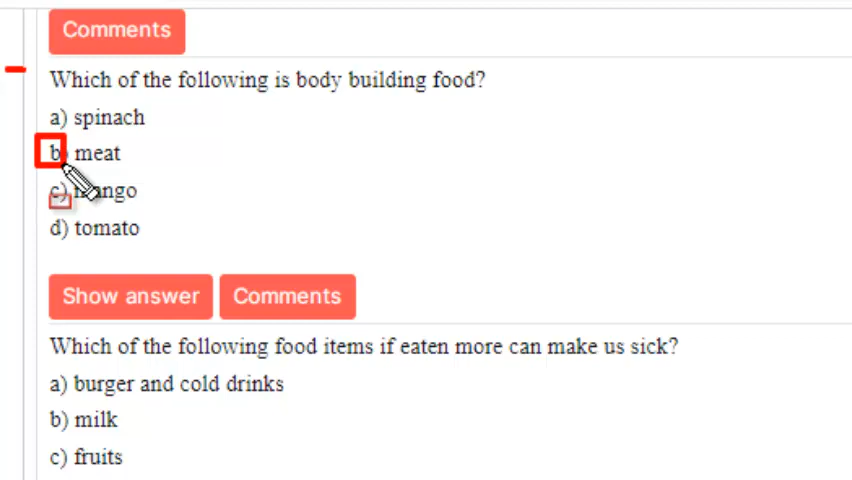 Comments
Which of the following is body building food?
a) spinach
b) meat
c) mango
d) tomato
Show answer Comments
Which of the following food items if eaten more can make us sick?
a) burger and cold drinks
b) milk
c) fruits